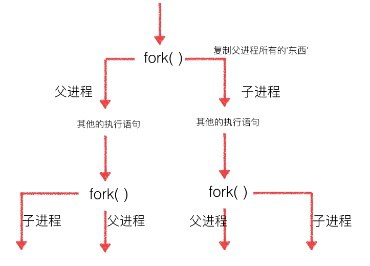 fork( )
复制父进程所有的'东西'
父进程
子进程
其他的执行语句
其他的执行语句
fork( )
fork( )
子进程
父进程
父进程
子进程